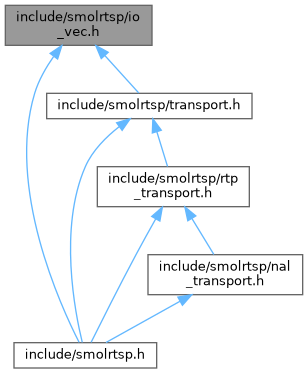 include/smolrtsp/io
_vec.h
include/smolrtsp/transport.h
include/smolrtsp/rtp
_transport.h
include/smolrtsp/nal
_transport.h
include/smolrtsp.h